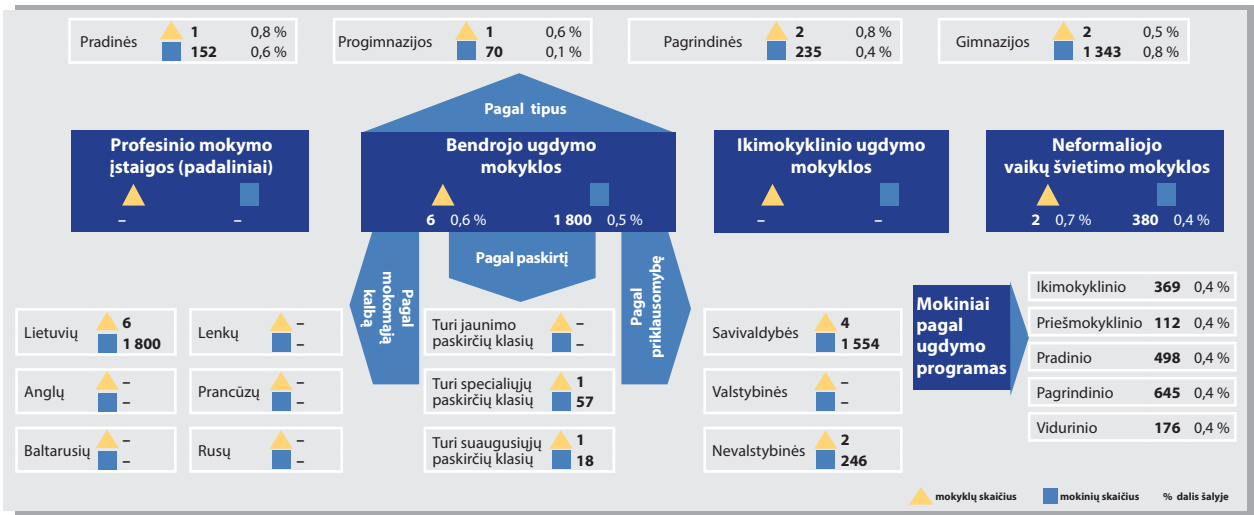 Pradinės
1 0,8 %
152 0,6 %
Progimnazijos
1 0,6 %
70 0,1 %
Pagrindinės
2 0,8 %
235 0,4 %
Gimnazijos
2 0,5 %
1 343 0,8 %
Pagal tipus
Profesinio mokymo
įstaigos (padaliniai)
– –
Bendrojo ugdymo
mokyklos
6 0,6 % 1 800 0,5 %
Ikimokyklinio ugdymo
mokyklos
– –
Neformaliojo
vaikų švietimo mokyklos
2 0,7 % 380 0,4 %
Pagal
mokomąją
kalbą
Pagal paskirtį
Pagal
priklausomybę
Lietuvių
6
1 800
Lenkų
–
–
Anglų
–
–
Prancūzų
–
–
Baltarusių
–
–
Rusų
–
–
Turi jaunimo
paskirčių klasių
–
–
Turi specialiųjų
paskirčių klasių
1
57
Turi suaugusiųjų
paskirčių klasių
1
18
Savivaldybės
4
1 554
Valstybinės
–
–
Nevalstybinės
2
246
Mokiniai
pagal
ugdymo
programas
Ikimokyklinio 369 0,4 %
Priešmokyklinio 112 0,4 %
Pradinio 498 0,4 %
Pagrindinio 645 0,4 %
Vidurinio 176 0,4 %
mokyklų skaičius mokinių skaičius % dalis šalyje